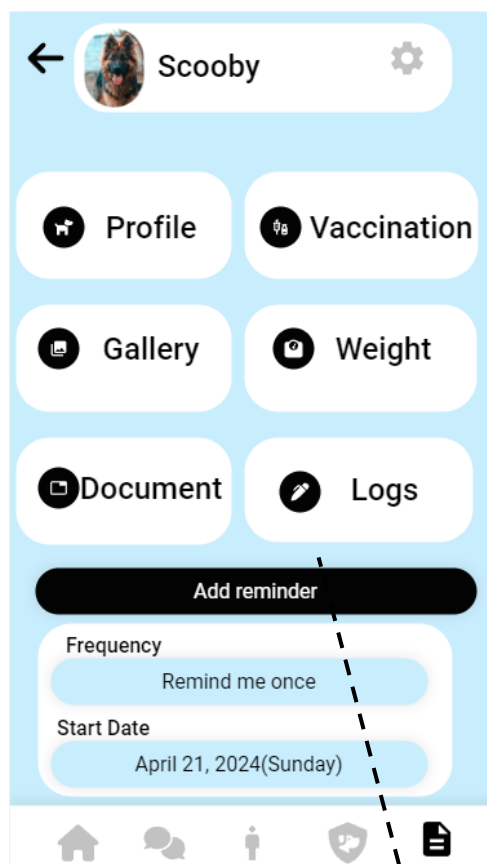 Scooby
Profile
Vaccination
Gallery
Weight
Document
Logs
Add reminder
Frequency
Remind me once
Start Date
April 21, 2024(Sunday)